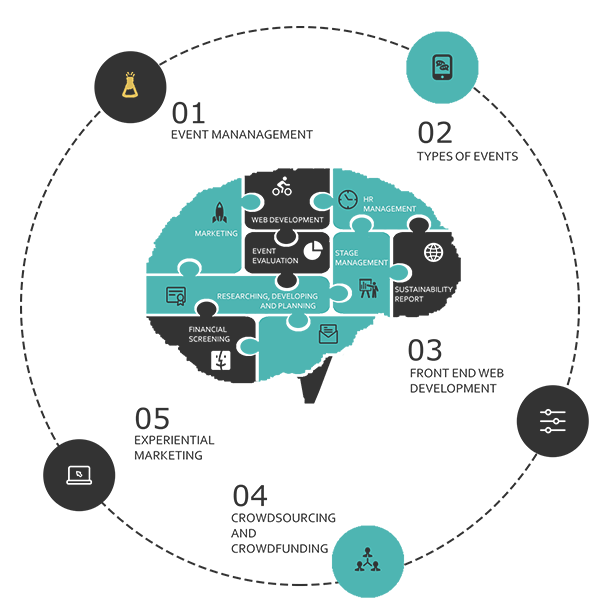 01
EVENT MANANAGEMENT
02
TYPES OF EVENTS
WEB DEVELOPMENT
HR
MANAGEMENT
MARKETING
EVENT
EVALUATION
STAGE
MANAGEMENT
SUSTAINABILITY
REPORT
RESEARCHING, DEVELOPING
AND PLANNING
FINANCIAL
SCREENING
03
FRONT END WEB
DEVELOPMENT
05
EXPERIENTIAL
MARKETING
04
CROWDSOURCING
AND
CROWDFUNDING